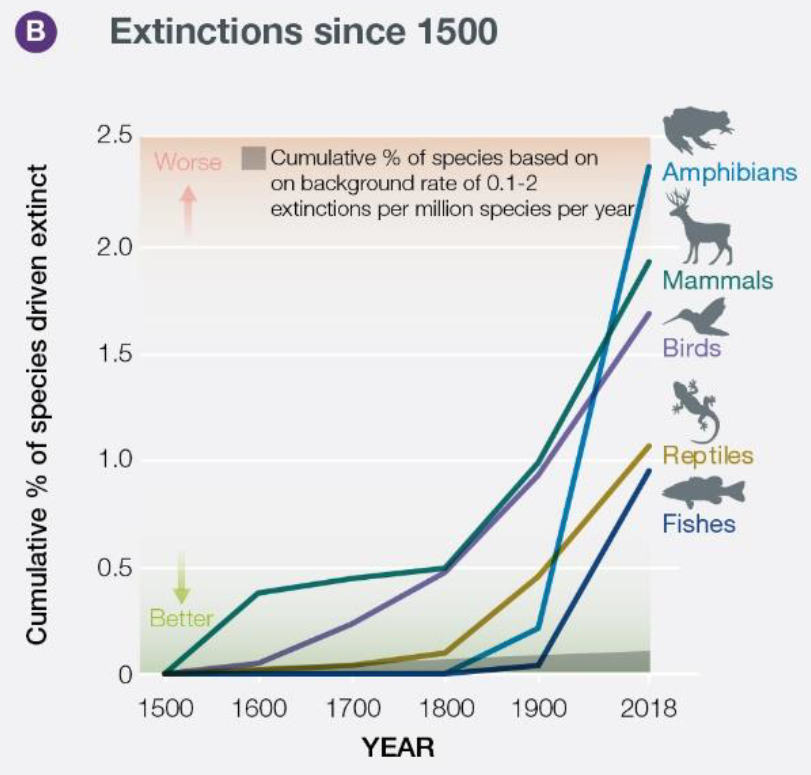 B
Extinctions since 1500
Cumulative % of species driven extinct
2.5
2.0
1.5
1.0
0.5
0
Worse
Cumulative % of species based on
on background rate of 0.1-2
extinctions per million species per year
Better
Amphibians
Mammals
Birds
Reptiles
Fishes
1500 1600 1700 1800 1900 2018
YEAR